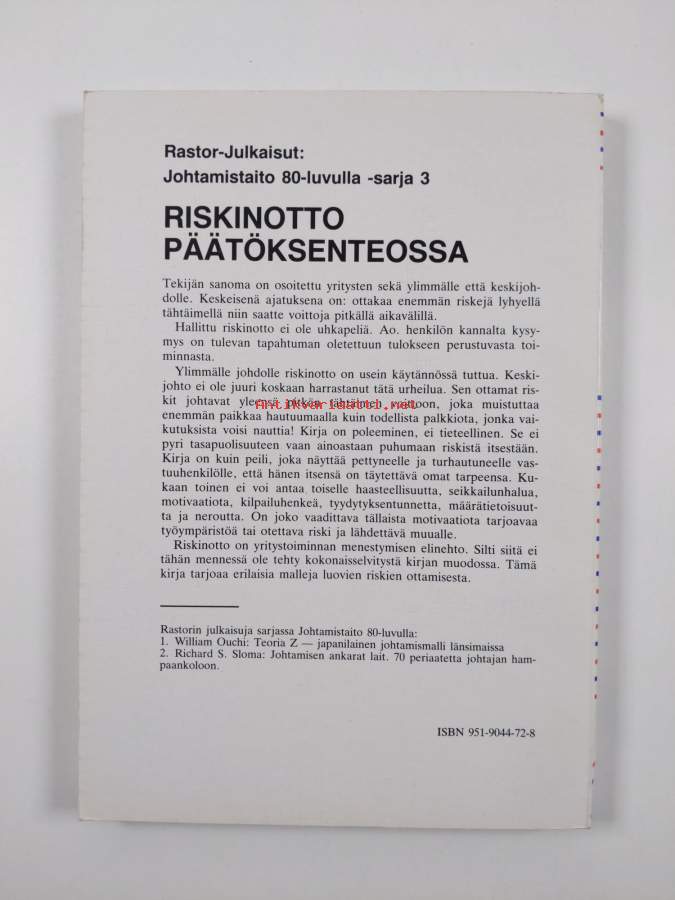 Rastor-Julkaisut:
Johtamistaito 80-luvulla -sarja 3
RISKINOTTO
PÄÄTÖKSENTEOSSA
Tekijän sanoma on osoitettu yritysten sekä ylimmälle että keskijoh-
dolle. Keskeisenä ajatuksena on: ottakaa enemmän riskejä lyhyellä
tähtäimellä niin saatte voittoja pitkällä aikavälillä.
Hallittu riskinotto ei ole uhkapeliä. Ao. henkilön kannalta kysy-
mys on tulevan tapahtuman oletettuun tulokseen perustuvasta toi-
minnasta.
Ylimmälle johdolle riskinotto on usein käytännössä tuttua. Keski-
johto ei ole juuri koskaan harrastanut tätä urheilua. Sen ottamat ris-
kit johtavat yleensä pitkän tähtäimen voittoon, joka muistuttaa
Antikvariaatti.net
enemmän paikkaa hautuumaalla kuin todellista palkkiota, jonka vai-
kutuksista voisi nauttia! Kirja on poleeminen, ei tieteellinen. Se ei
pyri tasapuolisuuteen vaan ainoastaan puhumaan riskistä itsestään.
Kirja on kuin peili, joka näyttää pettyneelle ja turhautuneelle vas-
tuuhenkilölle, että hänen itsensä on täytettävä omat tarpeensa. Ku-
kaan toinen ei voi antaa toiselle haasteellisuutta, seikkailunhalua,
motivaatiota, kilpailuhenkeä, tyydytyksentunnetta, määrätietoisuut-
ta ja neroutta. On joko vaadittava tällaista motivaatiota tarjoavaa
työympäristöä tai otettava riski ja lähdettävä muualle.
Riskinotto on yritystoiminnan menestymisen elinehto. Silti siitä ei
tähän mennessä ole tehty kokonaisselvitystä kirjan muodossa. Tämä
kirja tarjoaa erilaisia malleja luovien riskien ottamisesta.
Rastorin julkaisuja sarjassa Johtamistaito 80-luvulla:
1. William Ouchi: Teoria Z — japanilainen johtamismalli länsimaissa
2. Richard S. Sloma: Johtamisen ankarat lait. 70 periaatetta johtajan ham-
paankoloon.
ISBN 951-9044-72-8